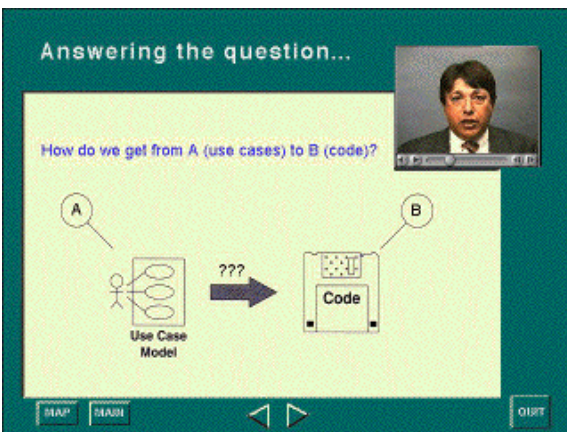 Answering the question...
How do we get from A (use cases) to B (code)?
A
B
???
Code
Use Case
Model
MAP
MAIN
QUIT